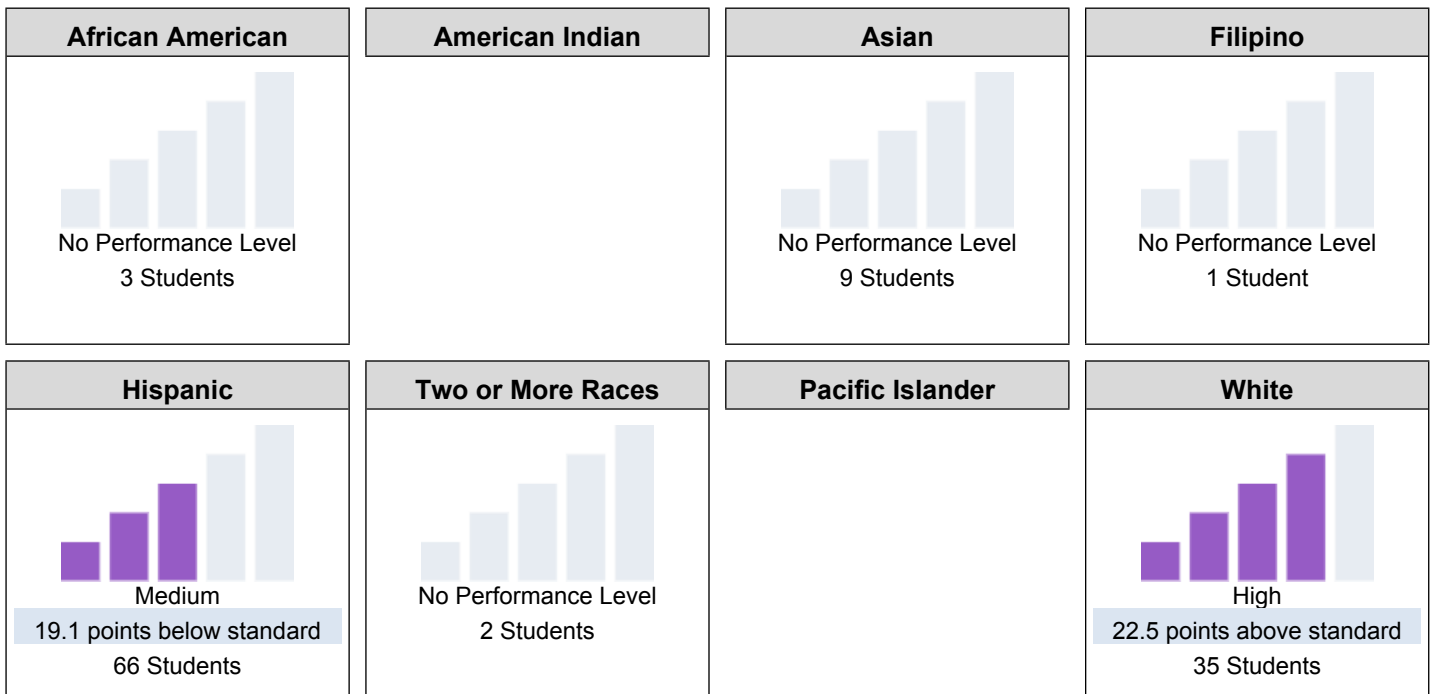 African American
No Performance Level
3 Students
American Indian
Asian
No Performance Level
9 Students
Filipino
No Performance Level
1 Student
Hispanic
Medium
19.1 points below standard
66 Students
Two or More Races
No Performance Level
2 Students
Pacific Islander
White
High
22.5 points above standard
35 Students